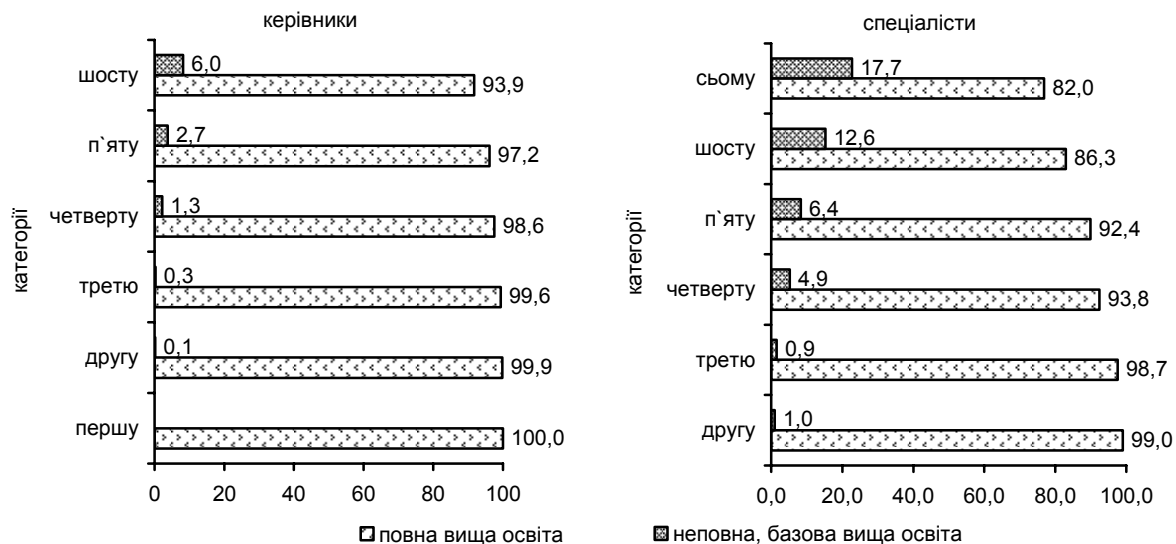 керівники
шосту
6,0
93,9
п`яту
2,7
97,2
четверту
1,3
98,6
третю
0,3
99,6
другу
0,1
99,9
першу
100,0
0
20
40
60
80
100
категорії
спеціалісти
сьому
17,7
82,0
шосту
12,6
86,3
п`яту
6,4
92,4
четверту
4,9
93,8
третю
0,9
98,7
другу
1,0
99,0
0,0
20,0
40,0
60,0
80,0
100,0
категорії
повна вища освіта
неповна, базова вища освіта